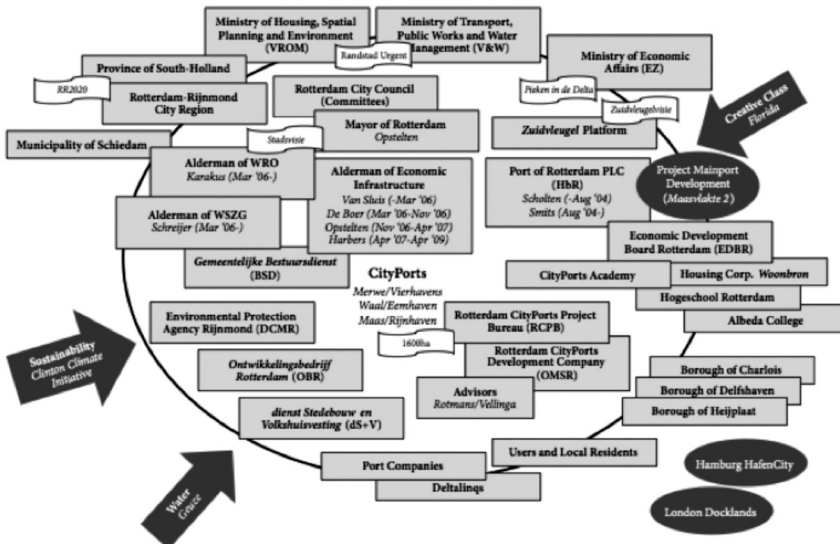 Ministry of Housing, Spatial
Planning and Environment
(VROM)
Ministry of Transport,
Public Works and Water
Management (V&W)
Randstad Urgent
Ministry of Economic
Affairs (EZ)
Province of South-Holland
RR2020
Rotterdam-Rijnmond
City Region
Rotterdam City Council
(Committees)
Pieken in de Delta
Zuidvleugelvisie
Creative Class
Florida
Municipality of Schiedam
Stadsvisie
Mayor of Rotterdam
Opstelten
Zuidvleugel Platform
Alderman of WRO
Karakus (Mar '06-)
Alderman of Economic
Infrastructure
Van Sluis (-Mar '06)
De Boer (Mar '06-Nov '06)
Opstelten (Nov '06-Apr '07)
Harbers (Apr '07-Apr '09)
Port of Rotterdam PLC
(HbR)
Scholten (-Aug '04)
Smits (Aug '04-)
Project Mainport
Development
(Maasvlakte 2)
Alderman of WSZG
Schreijer (Mar '06-)
Economic Development
Board Rotterdam (EDBR)
Gemeentelijke Bestuursdienst
(BSD)
CityPorts
Merwe/Vierhavens
Waal/Eemhaven
Maas/Rijnhaven
1600ha
CityPorts Academy
Housing Corp. Woonbron
Hogeschool Rotterdam
Albeda College
Environmental Protection
Agency Rijnmond (DCMR)
Rotterdam CityPorts Project
Bureau (RCPB)
Rotterdam CityPorts
Development Company
(OMSR)
Sustainability
Clinton Climate
Initiative
Ontwikkelingsbedrijf
Rotterdam (OBR)
Advisors
Rotmans/Vellinga
Borough of Charlois
Borough of Delfshaven
Borough of Heijplaat
dienst Stedebouw en
Volkshuisvesting (dS+V)
Users and Local Residents
Port Companies
Deltalinqs
Water
Geuze
Hamburg HafenCity
London Docklands